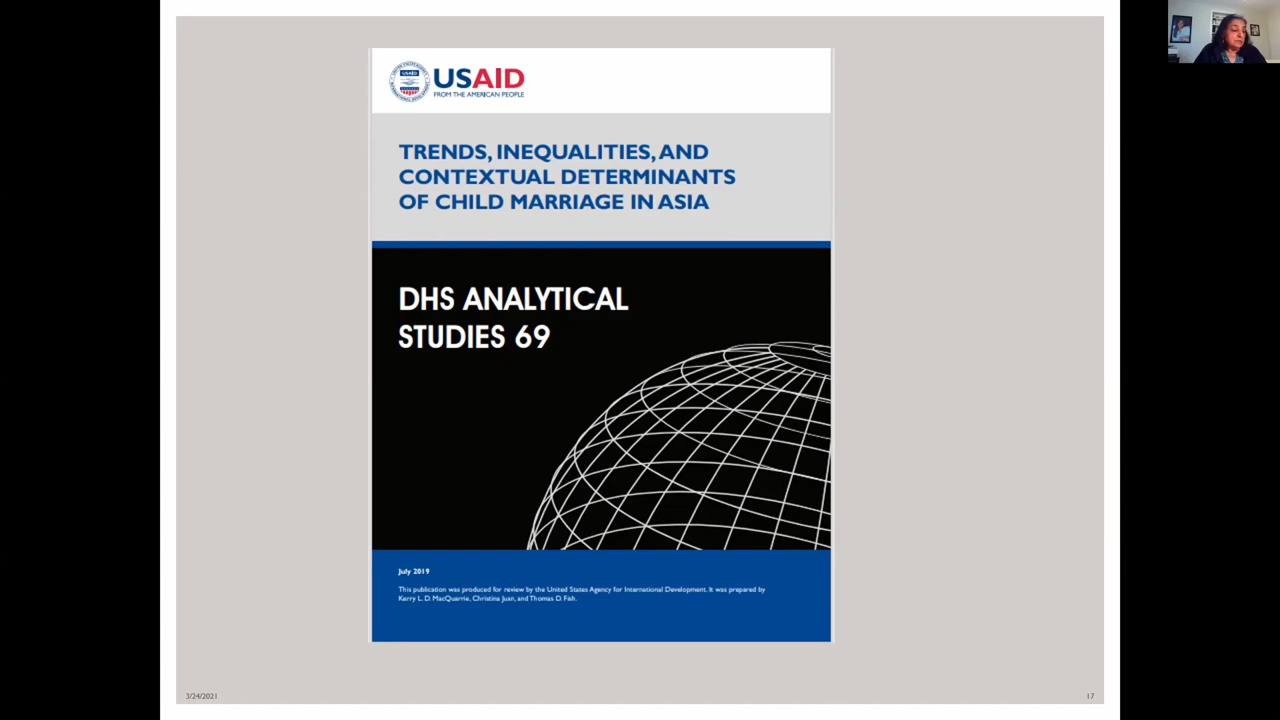 USAID
FROM THE AMERICAN PEOPLE
TRENDS, INEQUALITIES, AND
CONTEXTUAL DETERMINANTS
OF CHILD MARRIAGE IN ASIA
DHS ANALYTICAL
STUDIES 69
July 2019
This publication was produced for review by the United States Agency for International Development. It was prepared by
Kerry L. D. MacQuarrie, Christina Juan, and Thomas D. Fish.
3/24/2021
17